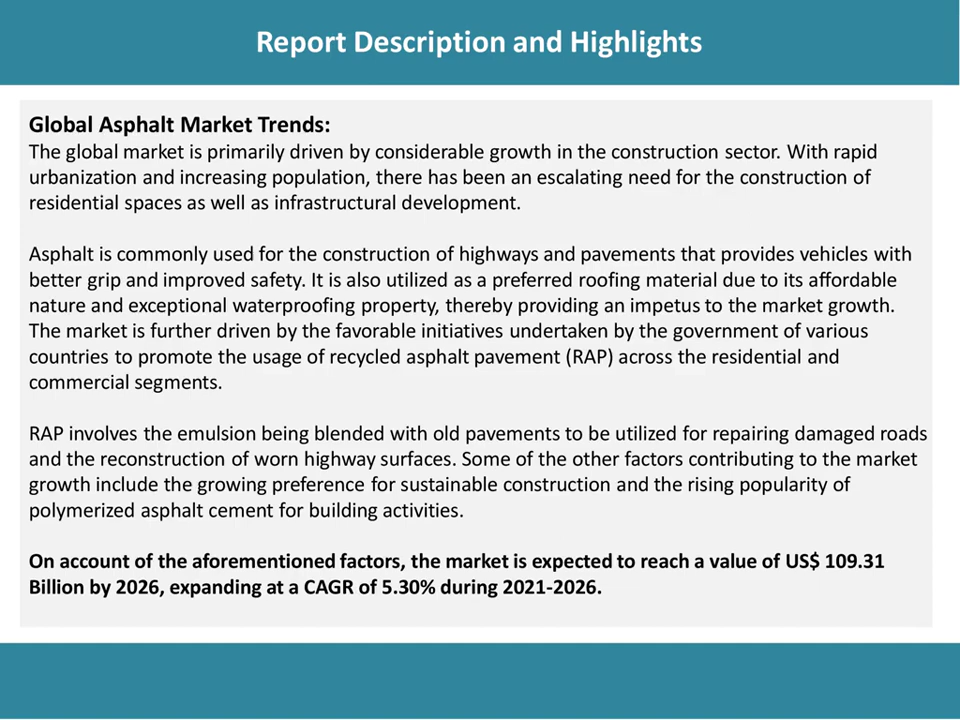 Report Description and Highlights
Global Asphalt Market Trends:
The global market is primarily driven by considerable growth in the construction sector. With rapid
urbanization and increasing population, there has been an escalating need for the construction of
residential spaces as well as infrastructural development.
Asphalt is commonly used for the construction of highways and pavements that provides vehicles with
better grip and improved safety. It is also utilized as a preferred roofing material due to its affordable
nature and exceptional waterproofing property, thereby providing an impetus to the market growth.
The market is further driven by the favorable initiatives undertaken by the government of various
countries to promote the usage of recycled asphalt pavement (RAP) across the residential and
commercial segments.
RAP involves the emulsion being blended with old pavements to be utilized for repairing damaged roads
and the reconstruction of worn highway surfaces. Some of the other factors contributing to the market
growth include the growing preference for sustainable construction and the rising popularity of
polymerized asphalt cement for building activities.
On account of the aforementioned factors, the market is expected to reach a value of US$ 109.31
Billion by 2026, expanding at a CAGR of 5.30% during 2021-2026.